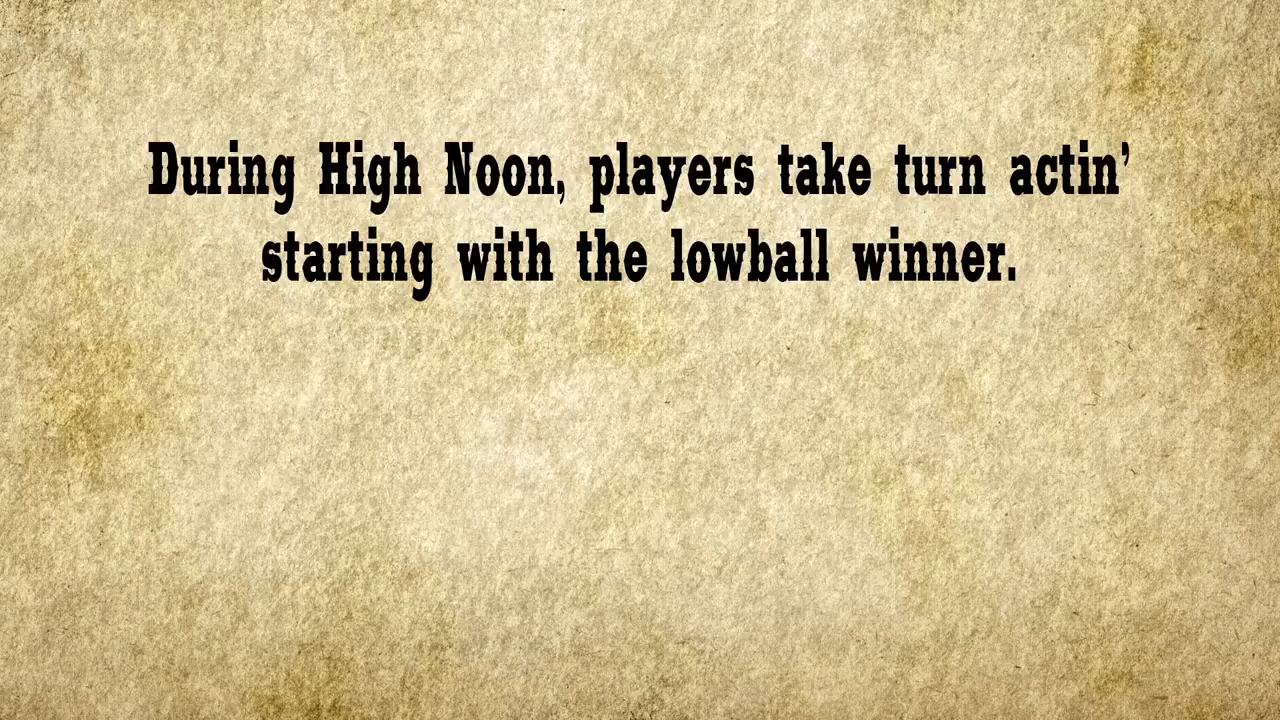 During High Noon, players take turn actin’
starting with the lowball winner.